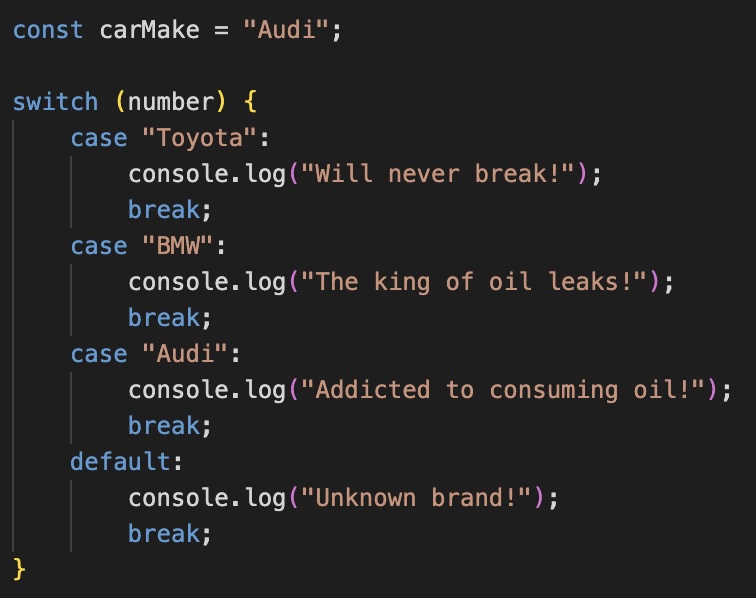 const carMake = "Audi";

switch (number) {
    case "Toyota":
        console.log("Will never break!");
        break;
    case "BMW":
        console.log("The king of oil leaks!");
        break;
    case "Audi":
        console.log("Addicted to consuming oil!");
        break;
    default:
        console.log("Unknown brand!");
        break;
}